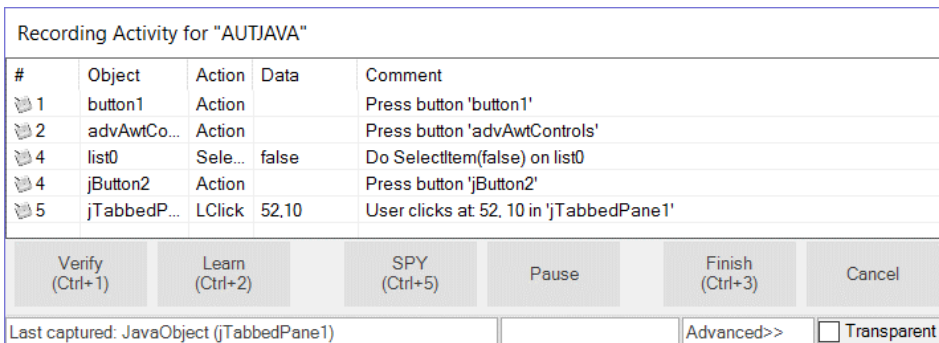 Recording Activity for "AUTJAVA"
# Object Action Data Comment
1 button1 Action Press button 'button1'
2 advAwtCo... Action Press button 'advAwtControls'
4 list0 Sele... false Do SelectItem(false) on list0
4 jButton2 Action Press button 'jButton2'
5 jTabbedP... LClick 52,10 User clicks at 52, 10 in 'jTabbedPane1'
Verify Learn SPY Pause Finish Cancel
(Ctrl+1) (Ctrl+2) (Ctrl+5) (Ctrl+3)
Last captured: JavaObject (jTabbedPane1) Advanced>> Transparent